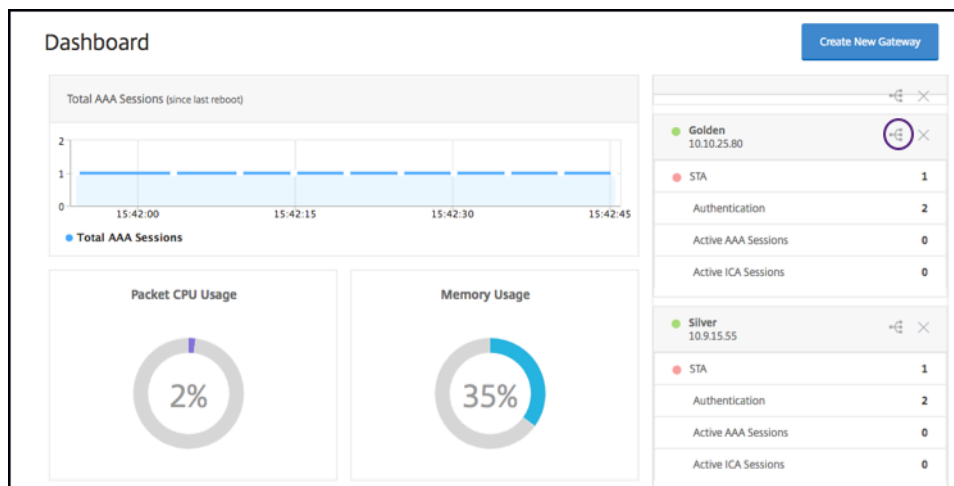 Dashboard
Create New Gateway
Total AAA Sessions (since last reboot)
2
1
0
15:42:00 15:42:15 15:42:30 15:42:45
Total AAA Sessions
Packet CPU Usage
2%
Memory Usage
35%
Golden
10.10.25.80
STA 1
Authentication 2
Active AAA Sessions 0
Active ICA Sessions 0
Silver
10.9.15.55
STA 1
Authentication 2
Active AAA Sessions 0
Active ICA Sessions 0